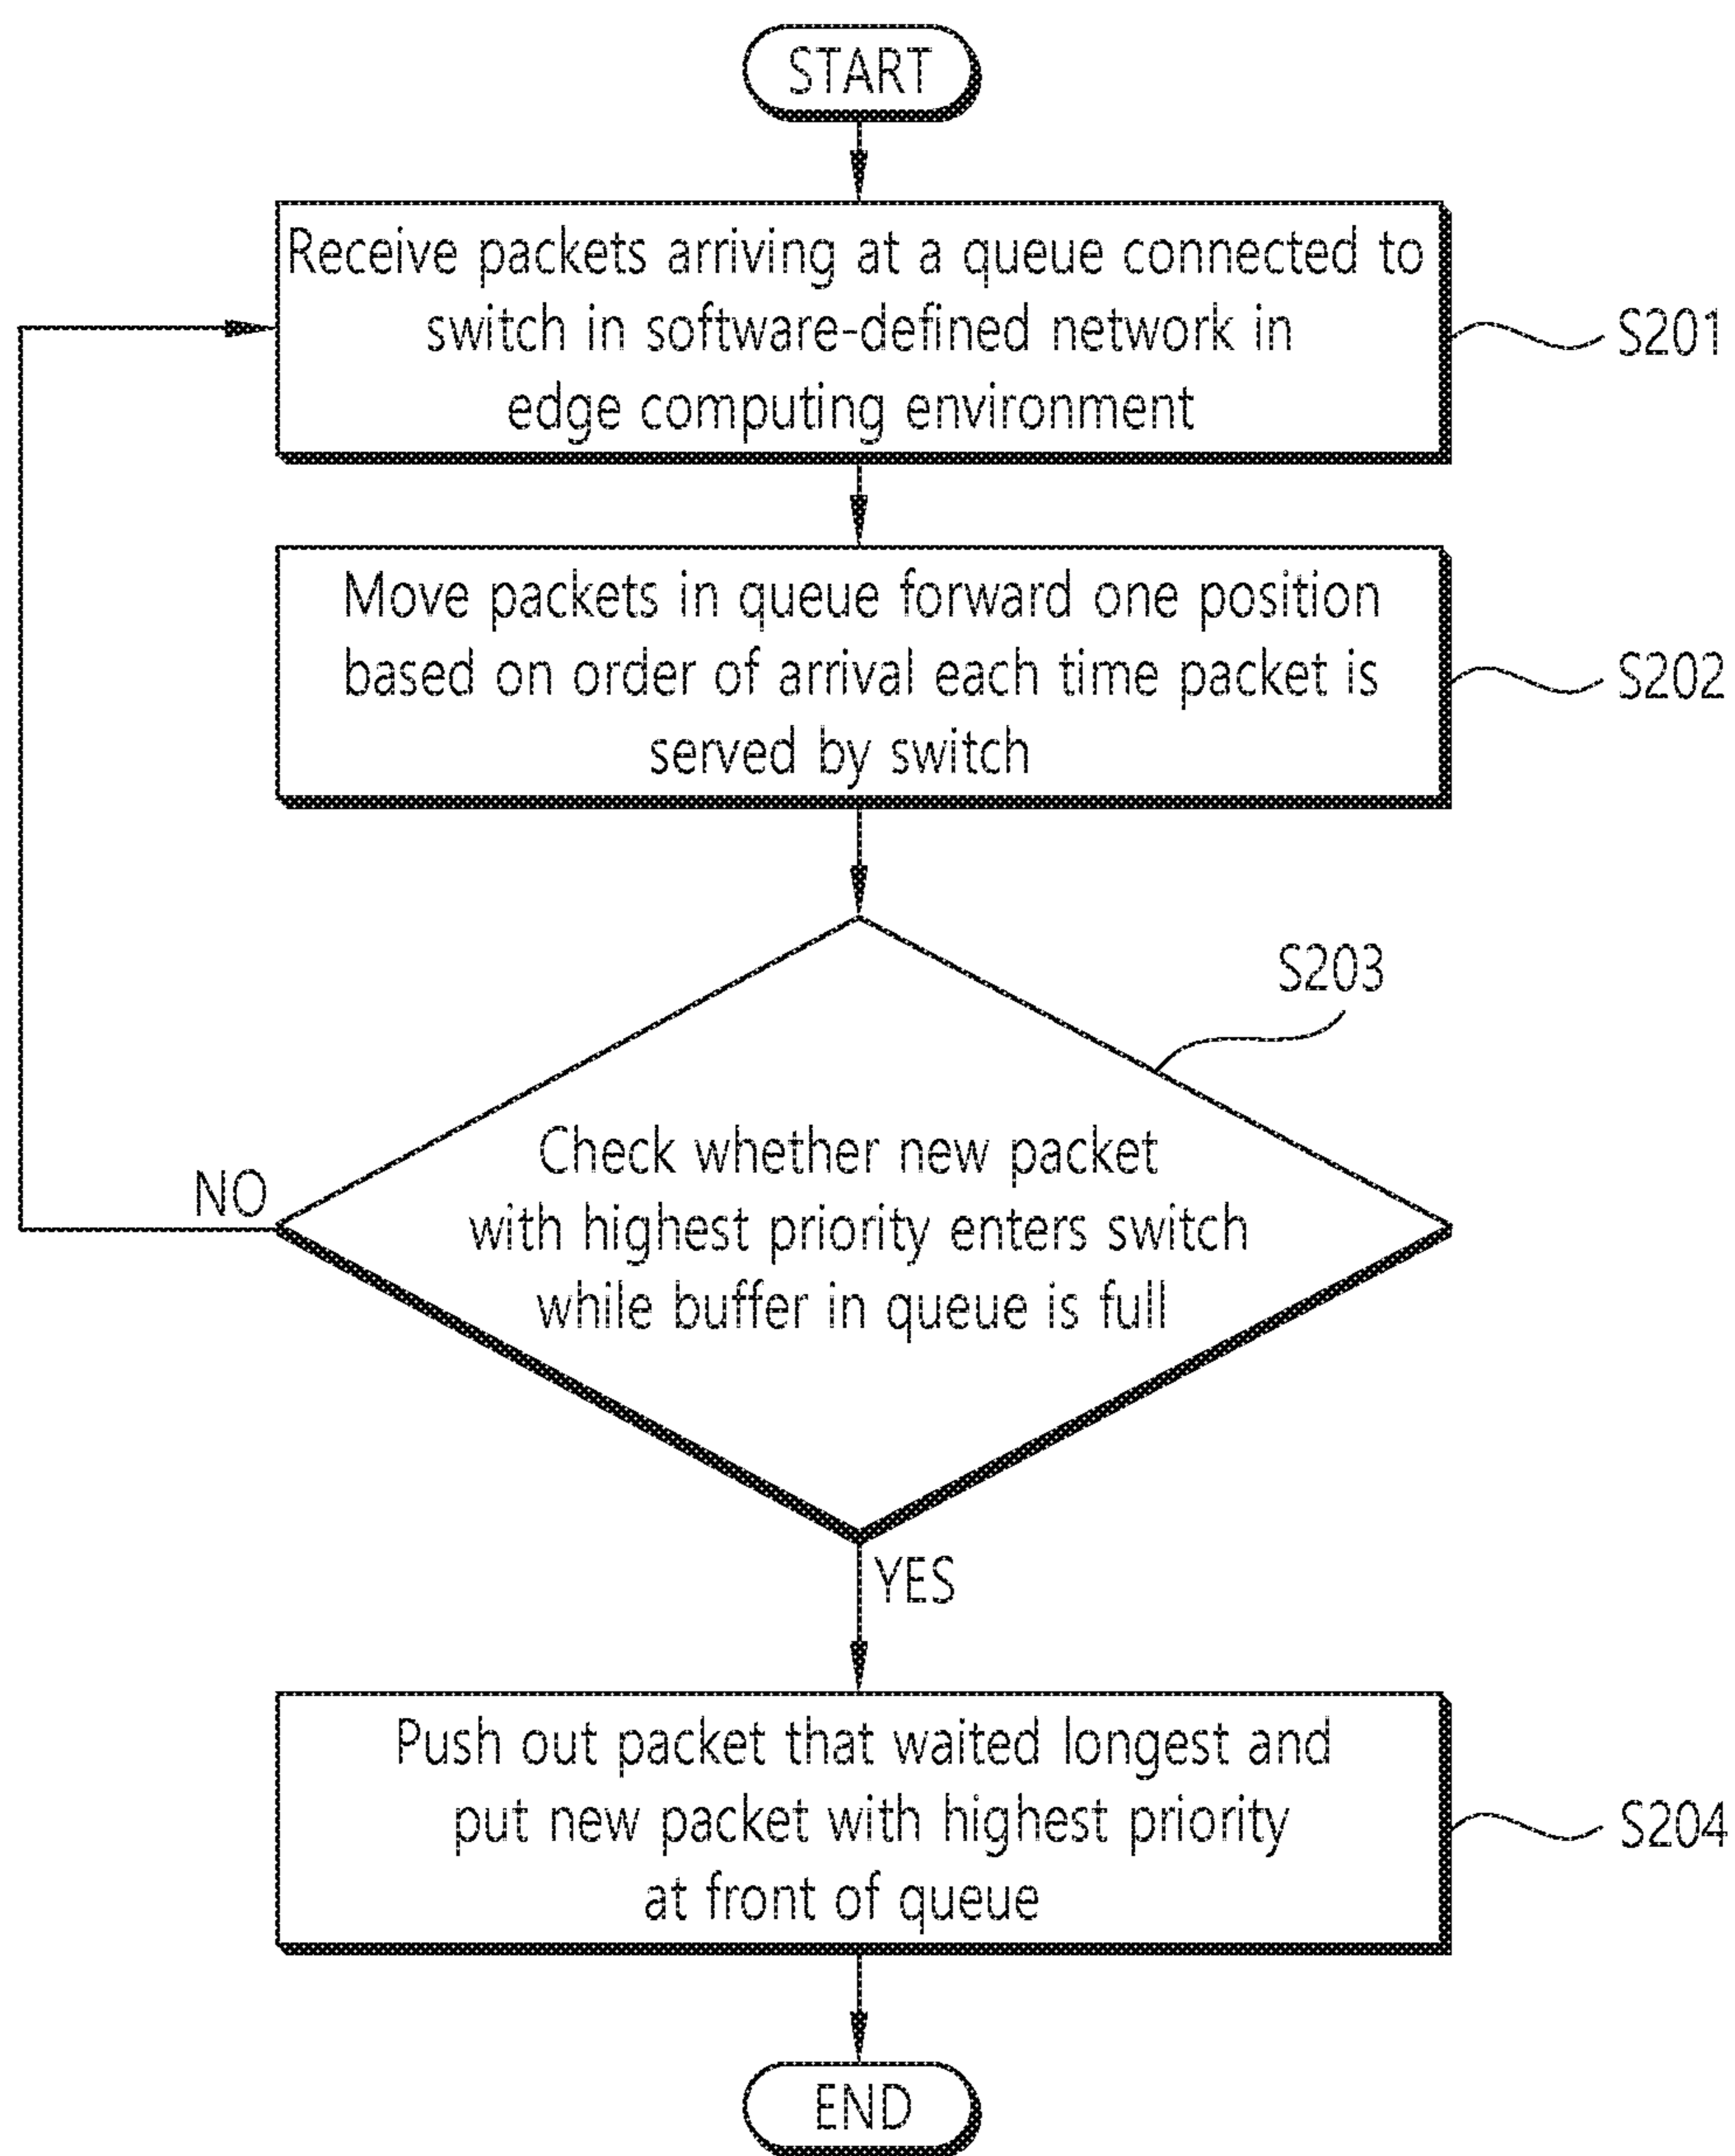 START
Receive packets arriving at a queue connected to
switch in software-defined network in
edge computing environment
S201
Move packets in queue forward one position
based on order of arrival each time packet is
served by switch
S202
S203
Check whether new packet
with highest priority enters switch
while buffer in queue is full
NO
YES
Push out packet that waited longest and
put new packet with highest priority
at front of queue
S204
END